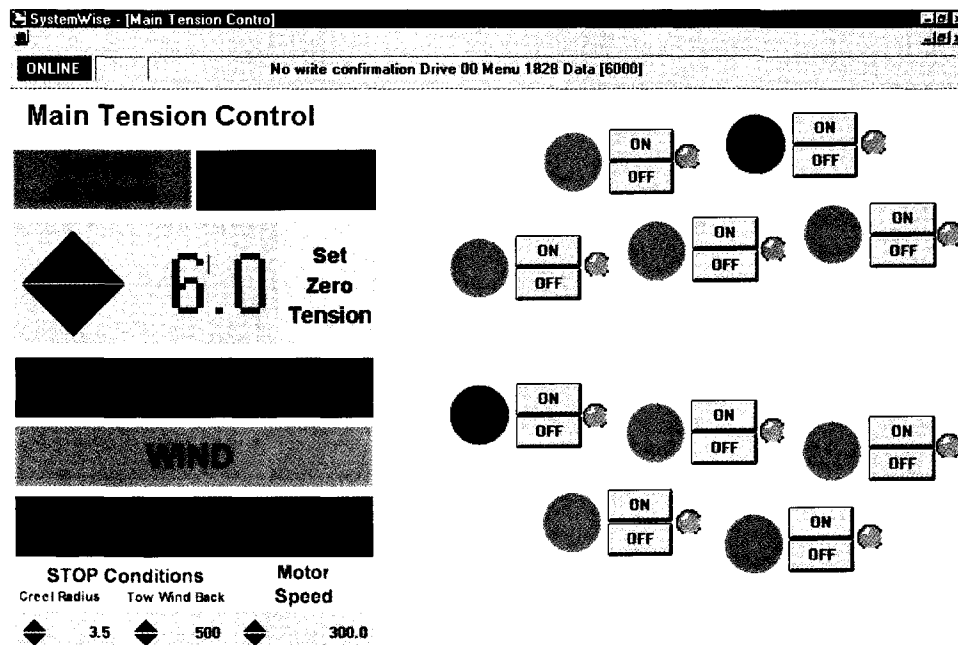 SystemWise - [Main Tension Control]
ONLINE
No write confirmation Drive 00 Menu 1828 Data [6000]
Main Tension Control
6.0
Set
Zero
Tension
WIND
STOP Conditions
Creel Radius
Tow Wind Back
Motor
Speed
3.5
500
300.0
ON
OFF
ON
OFF
ON
OFF
ON
OFF
ON
OFF
ON
OFF
ON
OFF
ON
OFF
ON
OFF
ON
OFF